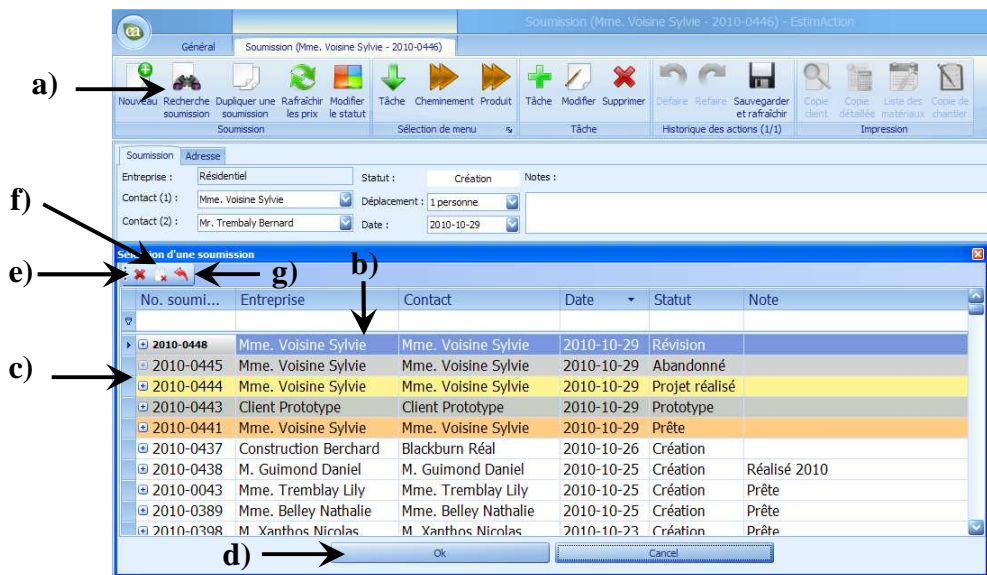 Soumission (Mme. Voisine Sylvie - 2010-0446) - EstimAction
ea
Général Soumission (Mme. Voisine Sylvie - 2010-0446)
a)
Nouveau Recherche soumission Dupliquer une soumission Rafraîchir les prix Modifier le statut Tâche Cheminement Produit Tâche Modifier Supprimer Défaire Refaire Sauvegarder et rafraîchir Copie client Copie détaillée Liste des matériaux Copie de chantier
Soumission Sélection de menu Tâche Historique des actions (1/1) Impression
Soumission Adresse
Entreprise : Résidentiel Statut : Création Notes :
Contact (1) : Mme. Voisine Sylvie Déplacement : 1 personne
f)
Contact (2) : Mr. Trembaly Bernard Date : 2010-10-29
Sélection d'une soumission
e) g) b)
No. soumi... Entreprise Contact Date Statut Note
2010-0448 Mme. Voisine Sylvie Mme. Voisine Sylvie 2010-10-29 Révision
c)
2010-0445 Mme. Voisine Sylvie Mme. Voisine Sylvie 2010-10-29 Abandonné
2010-0444 Mme. Voisine Sylvie Mme. Voisine Sylvie 2010-10-29 Projet réalisé
2010-0443 Client Prototype Client Prototype 2010-10-29 Prototype
2010-0441 Mme. Voisine Sylvie Mme. Voisine Sylvie 2010-10-29 Prête
2010-0437 Construction Berchard Blackburn Réal 2010-10-26 Création
2010-0438 M. Guimond Daniel M. Guimond Daniel 2010-10-25 Création Réalisé 2010
2010-0043 Mme. Tremblay Lily Mme. Tremblay Lily 2010-10-25 Création Prête
2010-0389 Mme. Belley Nathalie Mme. Belley Nathalie 2010-10-25 Création Prête
2010-0398 M. Xanthos Nicolas M. Xanthos Nicolas 2010-10-23 Création Prête
d) Ok Cancel